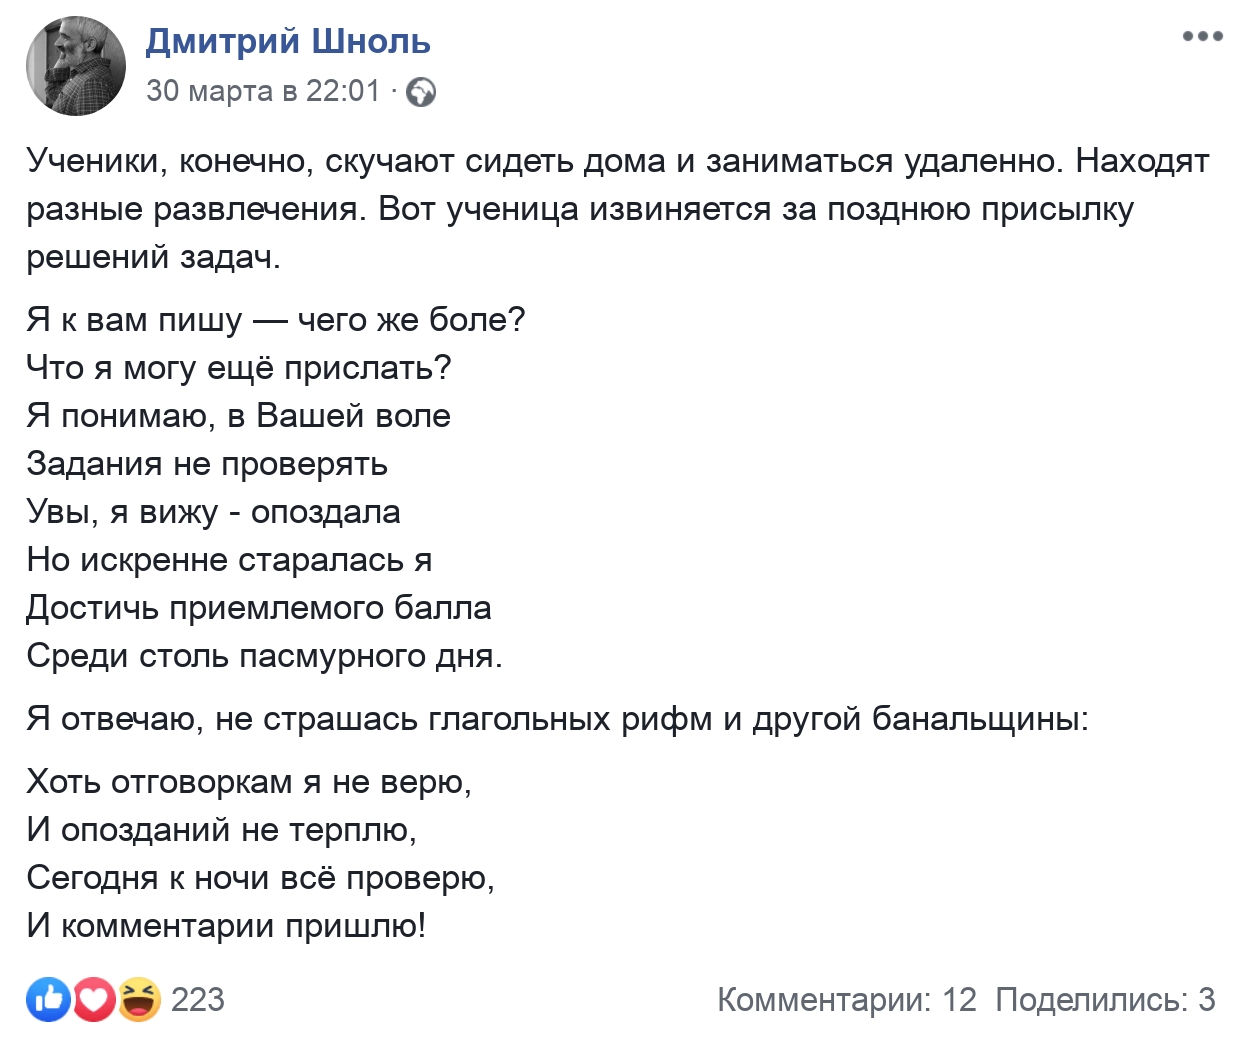 Дмитрий Шноль
30 марта в 22:01 ·
Ученики, конечно, скучают сидеть дома и заниматься удаленно. Находят
разные развлечения. Вот ученица извиняется за позднюю присылку
решений задач.
Я к вам пишу — чего же боле?
Что я могу ещё прислать?
Я понимаю, в Вашей воле
Задания не проверять
Увы, я вижу - опоздала
Но искренне старалась я
Достичь приемлемого балла
Среди столь пасмурного дня.
Я отвечаю, не страшась глагольных рифм и другой банальщины:
Хоть отговоркам я не верю,
И опозданий не терплю,
Сегодня к ночи всё проверю,
И комментарии пришлю!
223 Комментарии: 12 Поделились: 3